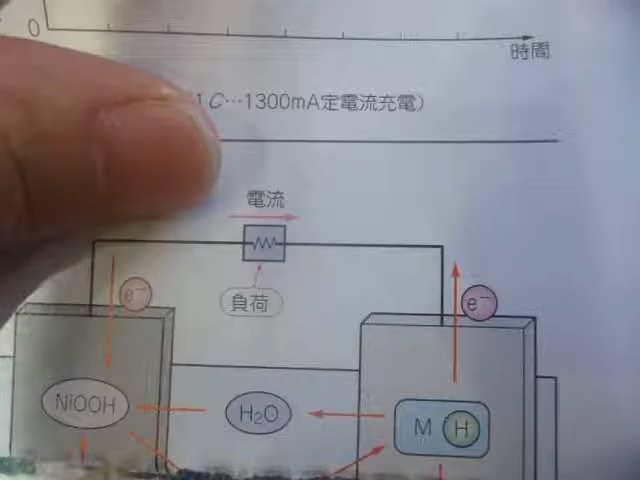 0
時間
1C…1300mA定電流充電)
電流
e⁻
負荷
e⁻
NiOOH
H₂O
M H